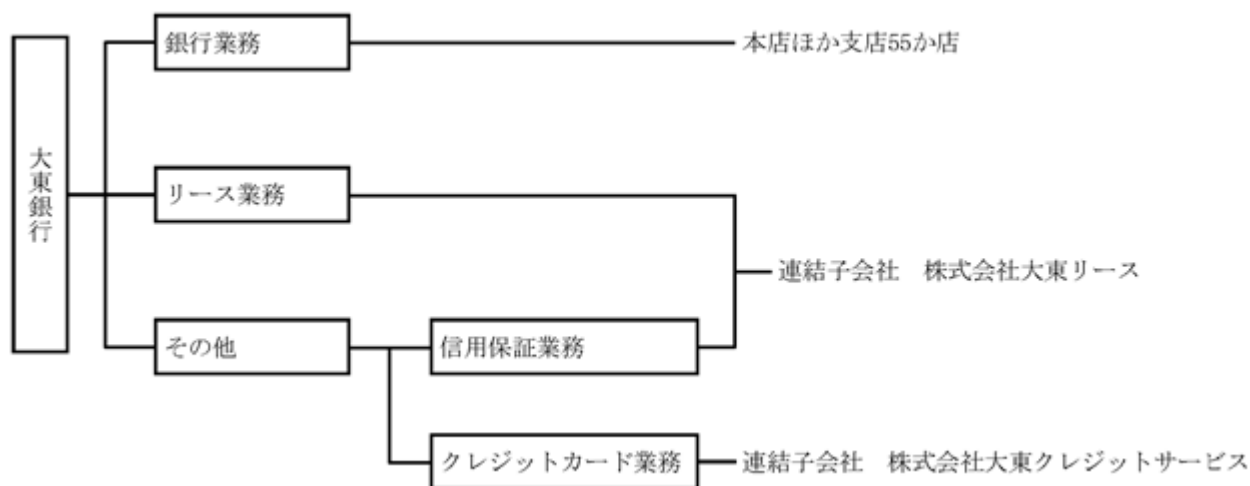 大東銀行
銀行業務
本店ほか支店55か店
リース業務
連結子会社 株式会社大東リース
その他
信用保証業務
クレジットカード業務
連結子会社 株式会社大東クレジットサービス